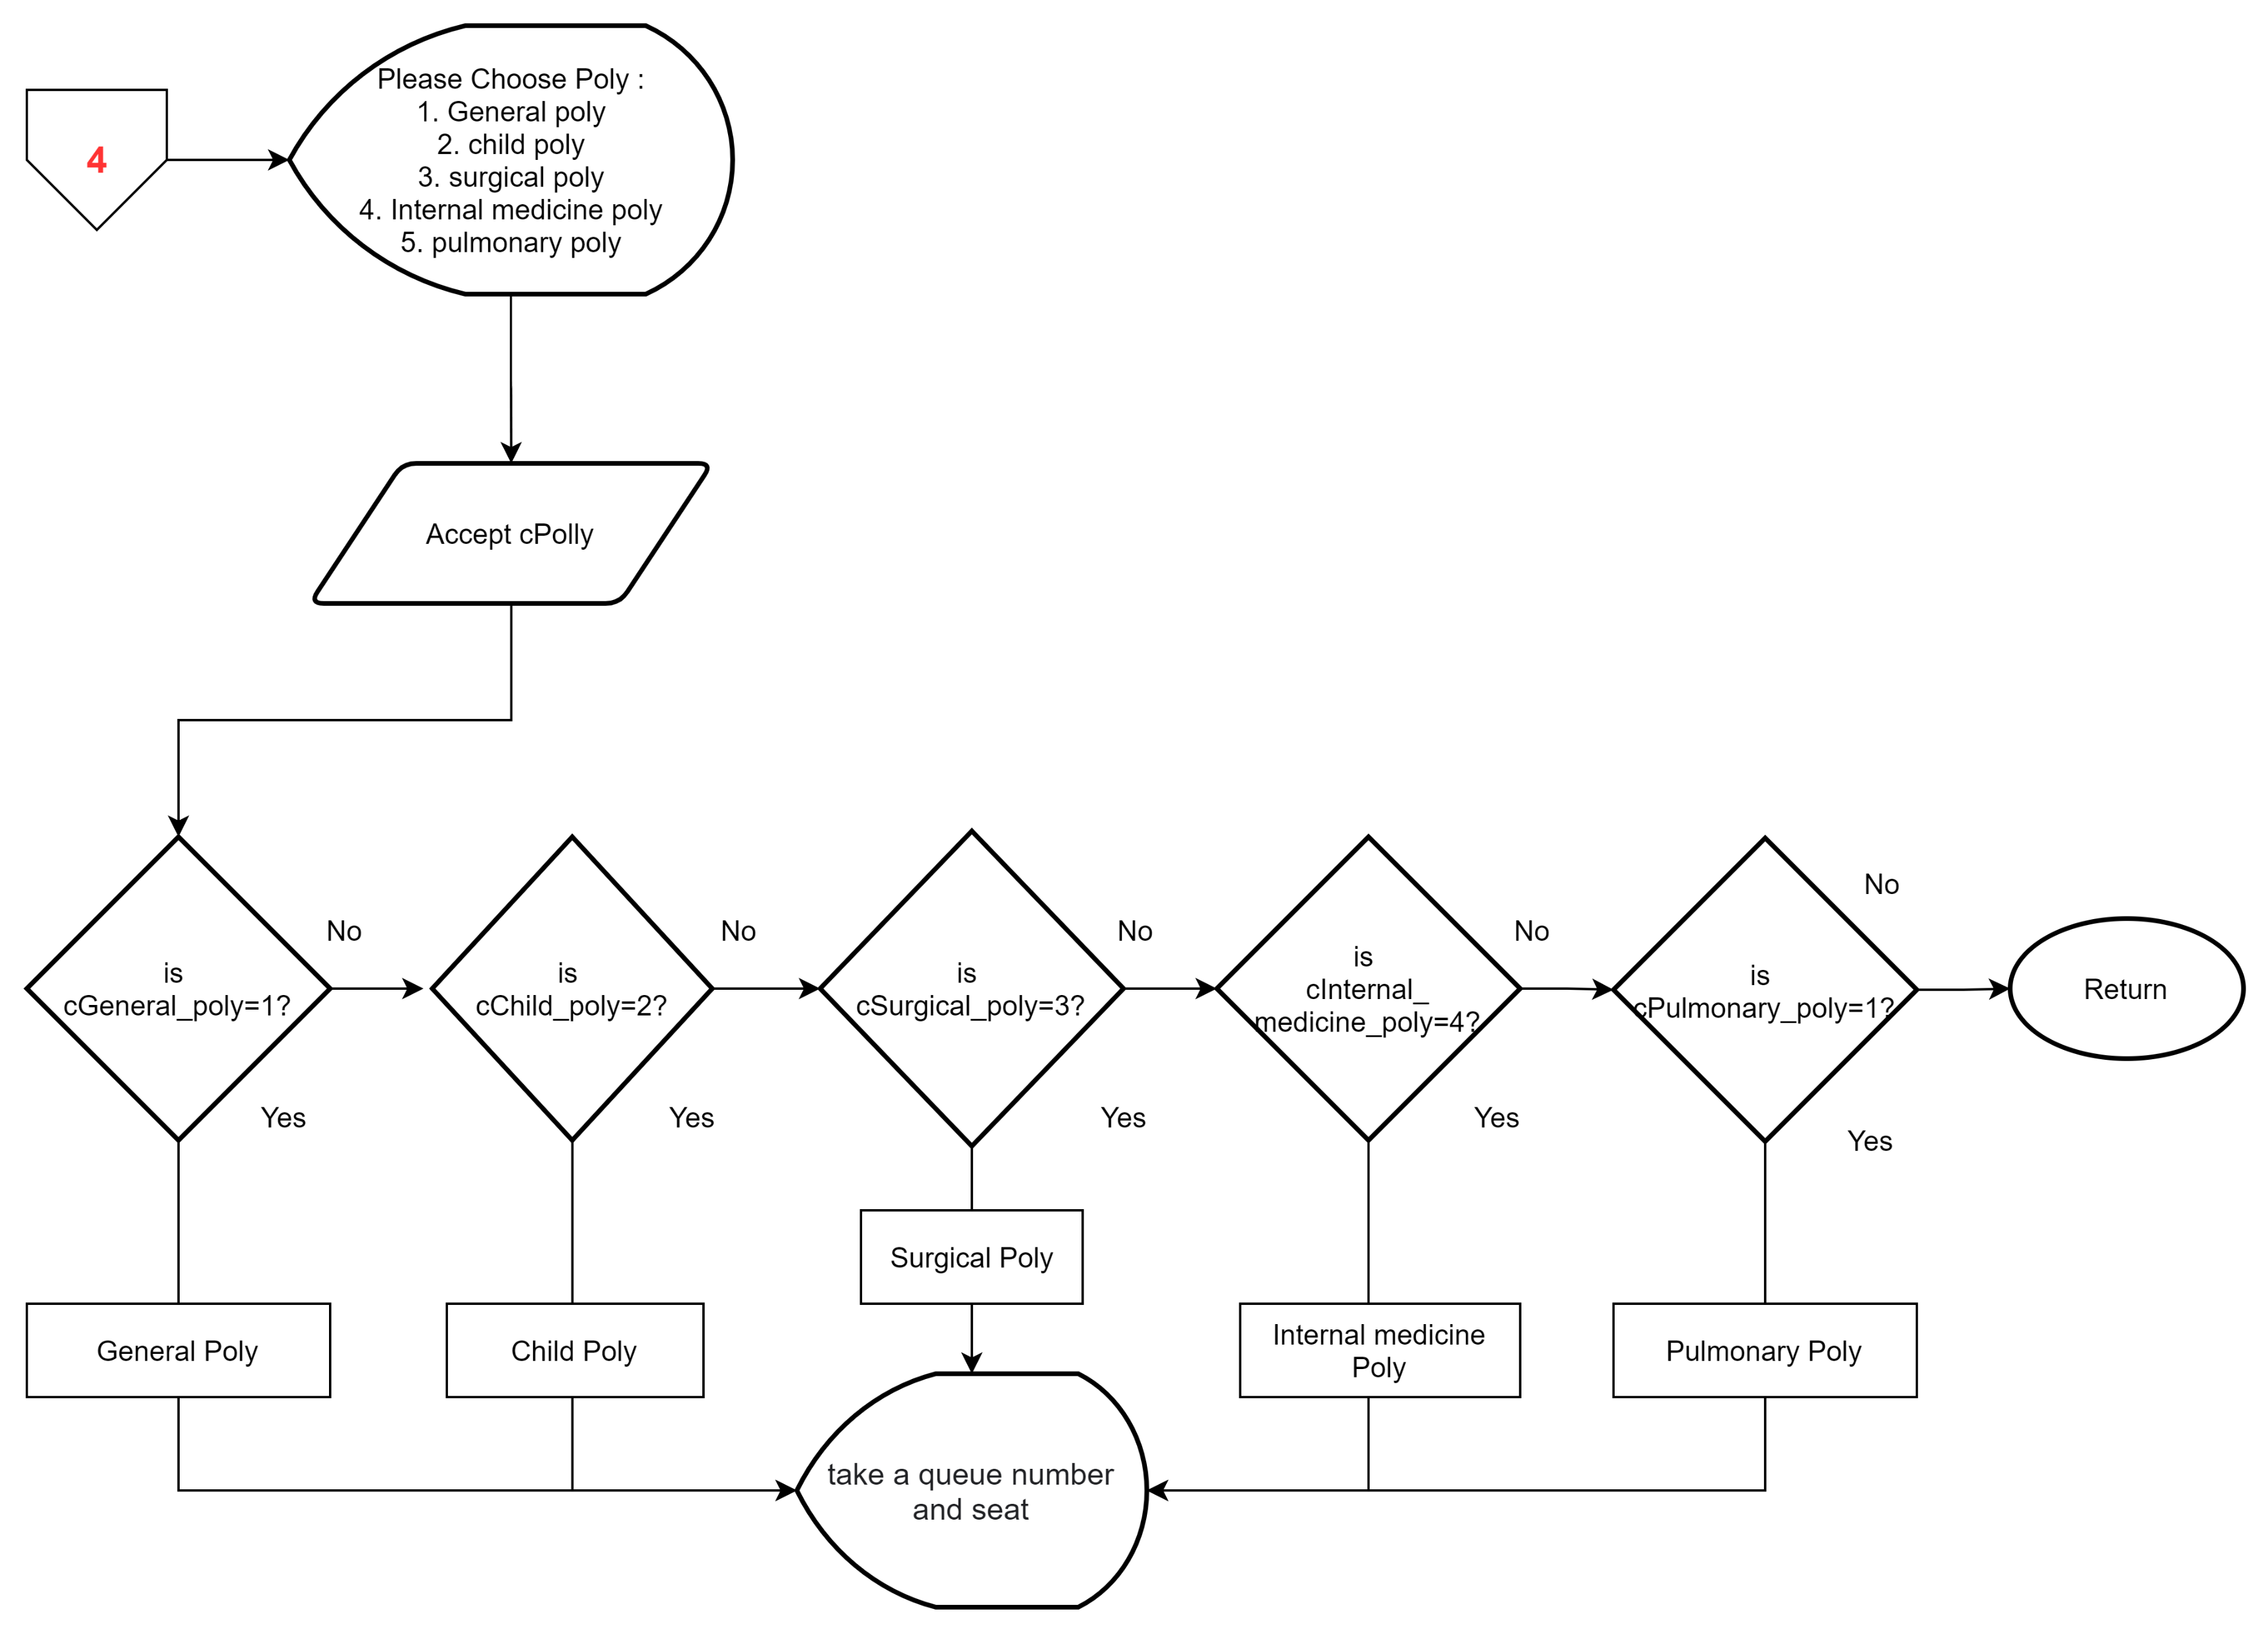 4
Please Choose Poly :
1. General poly
2. child poly
3. surgical poly
4. Internal medicine poly
5. pulmonary poly
Accept cPolly
is
cGeneral_poly=1?
No
Yes
is
cChild_poly=2?
No
Yes
is
cSurgical_poly=3?
No
Yes
is
cInternal_
medicine_poly=4?
No
Yes
is
cPulmonary_poly=1?
No
Yes
Return
General Poly
Child Poly
Surgical Poly
Internal medicine
Poly
Pulmonary Poly
take a queue number
and seat